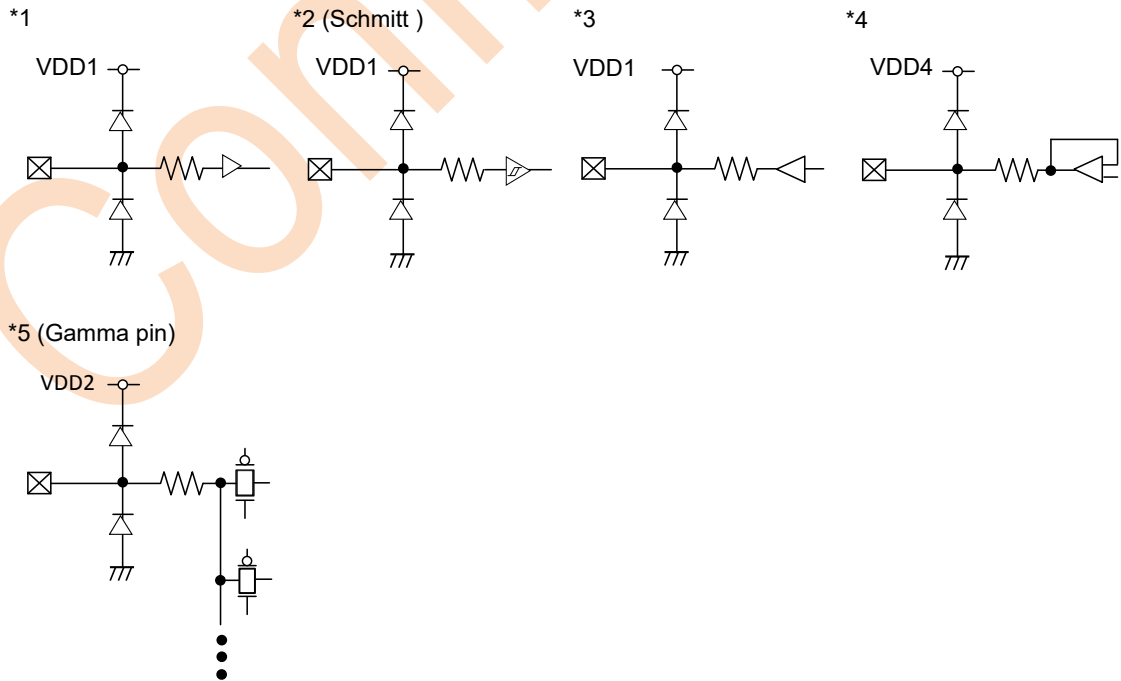 *1
*2 (Schmitt )
*3
*4
VDD1
VDD1
VDD1
VDD4
*5 (Gamma pin)
VDD2